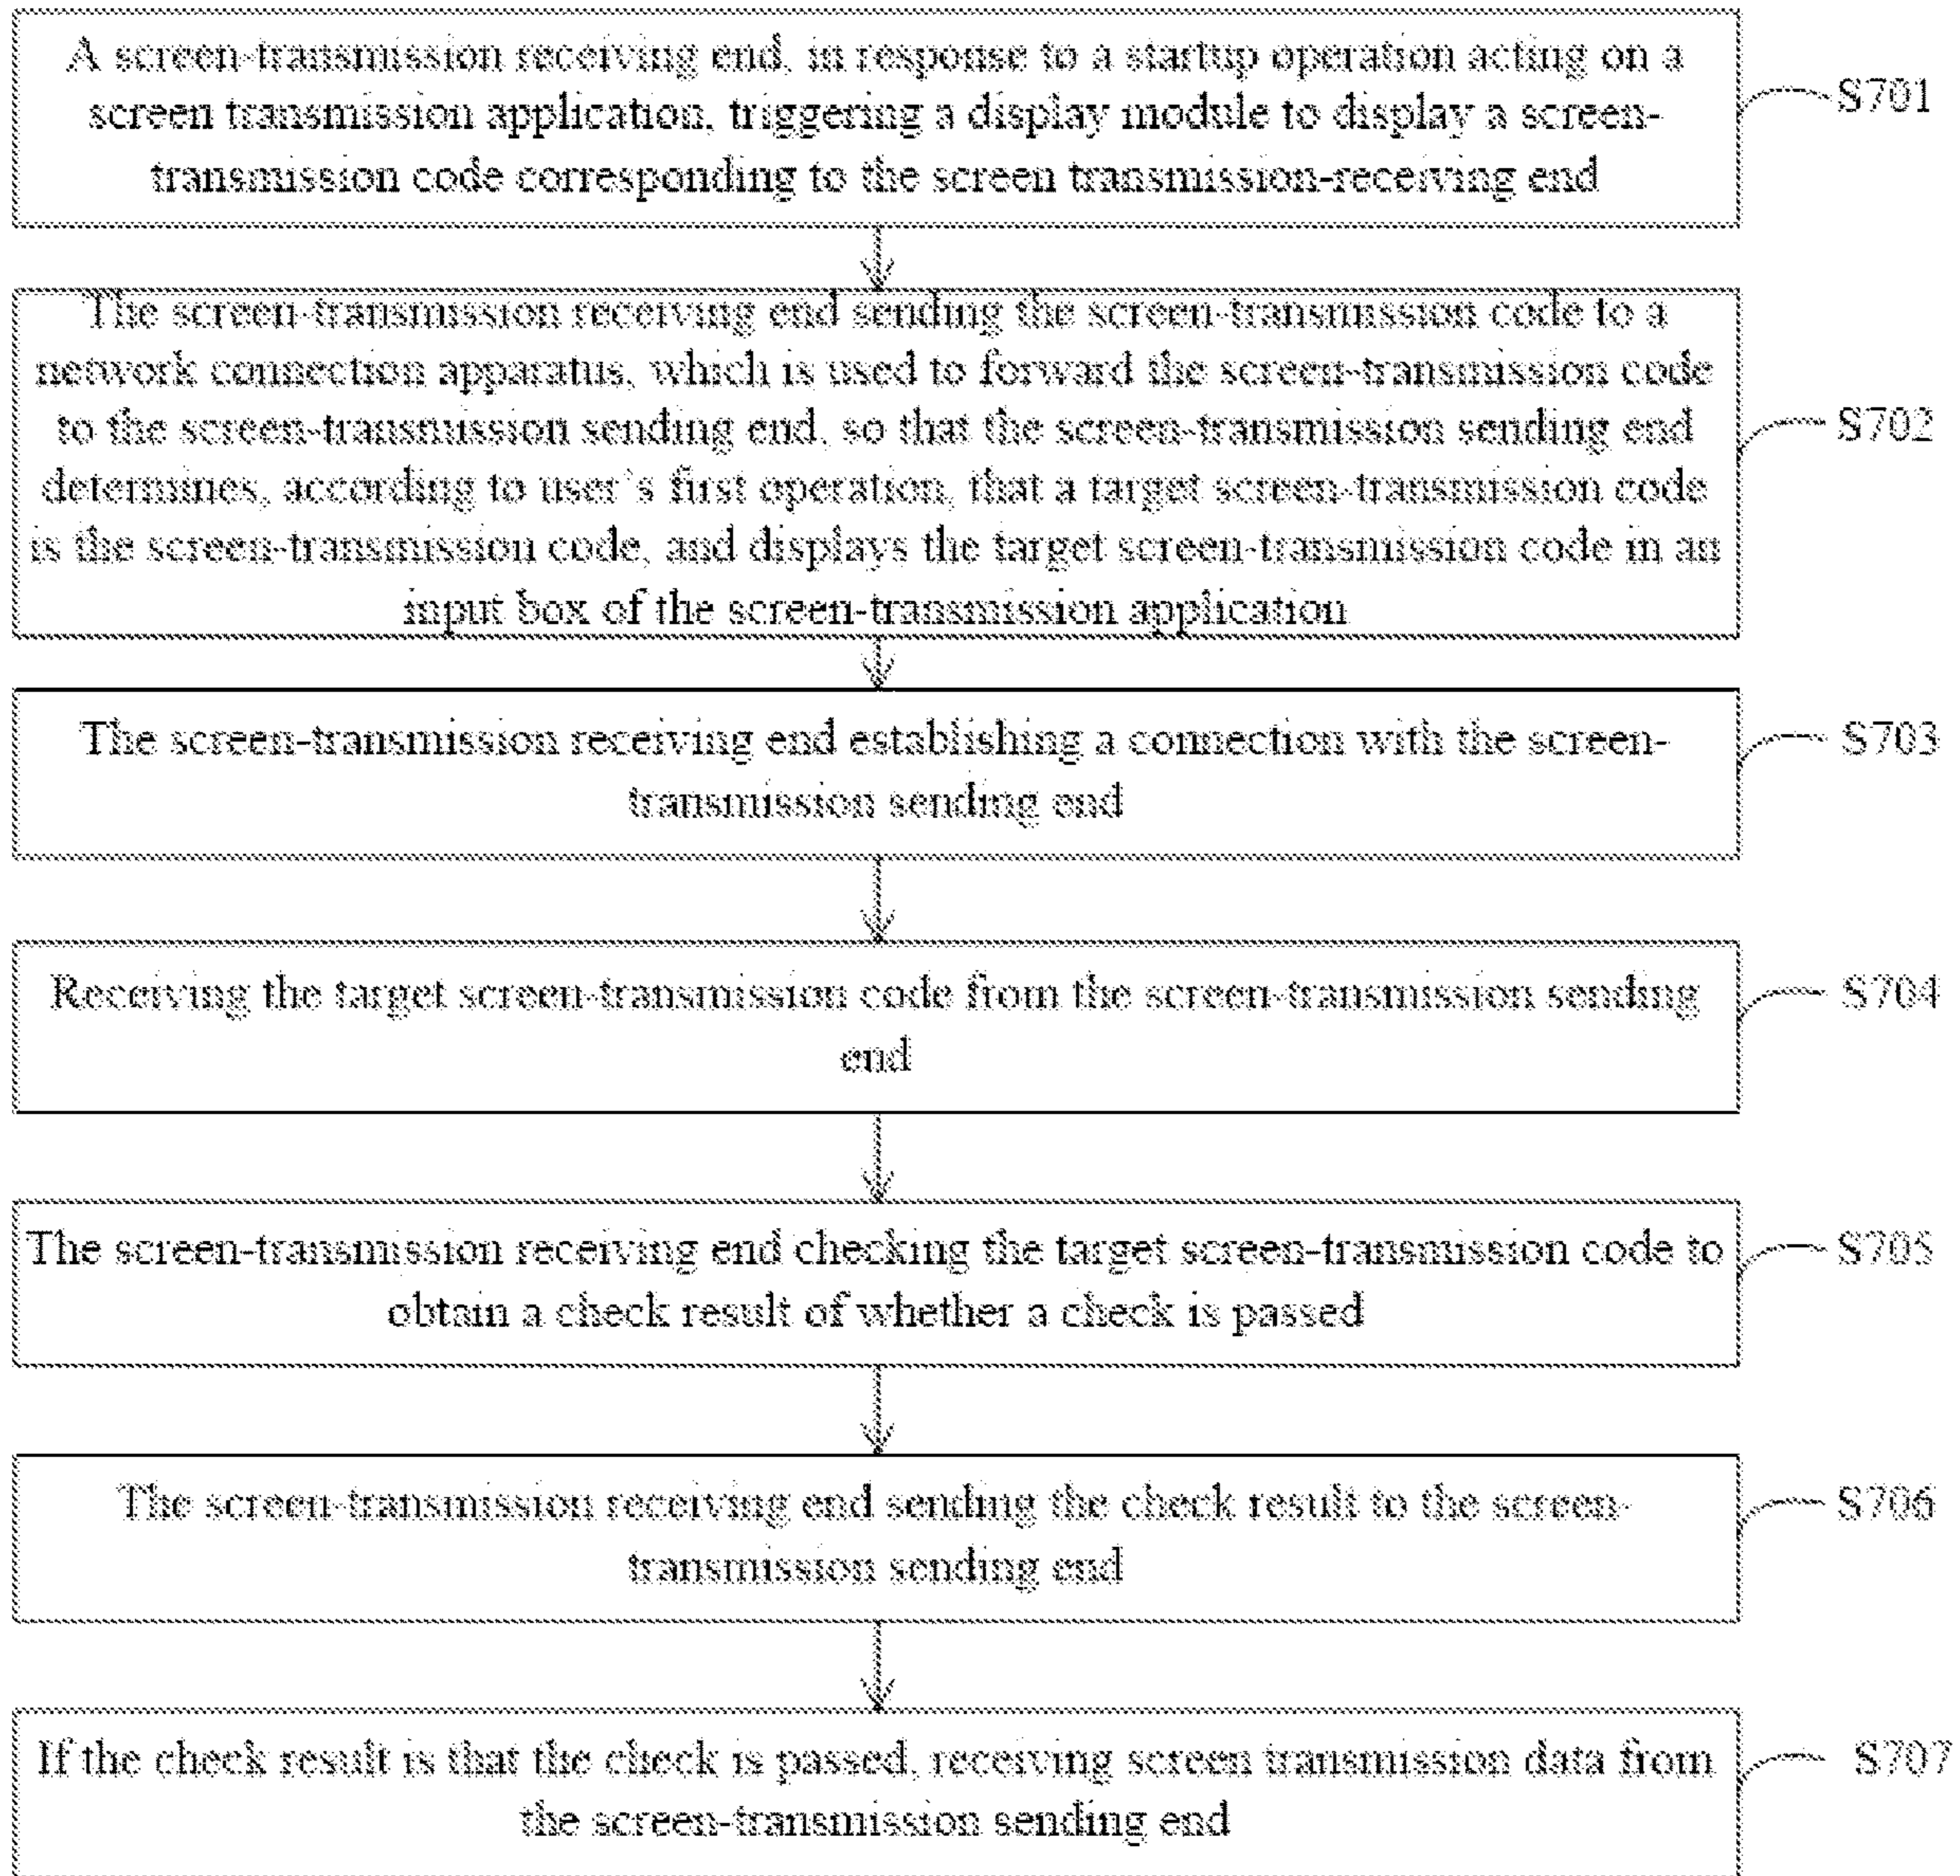 A screen-transmission receiving end, in response to a startup operation acting on a
screen transmission application, triggering a display module to display a screen-
transmission code corresponding to the screen transmission-receiving end
S701
The screen-transmission receiving end sending the screen-transmission code to a
network connection apparatus, which is used to forward the screen-transmission code
to the screen-transmission sending end, so that the screen-transmission sending end
determines, according to user's first operation, that a target screen-transmission code
is the screen-transmission code, and displays the target screen-transmission code in an
input box of the screen-transmission application
S702
The screen-transmission receiving end establishing a connection with the screen-
transmission sending end
S703
Receiving the target screen-transmission code from the screen-transmission sending
end
S704
The screen-transmission receiving end checking the target screen-transmission code to
obtain a check result of whether a check is passed
S705
The screen-transmission receiving end sending the check result to the screen-
transmission sending end
S706
If the check result is that the check is passed, receiving screen transmission data from
the screen-transmission sending end
S707